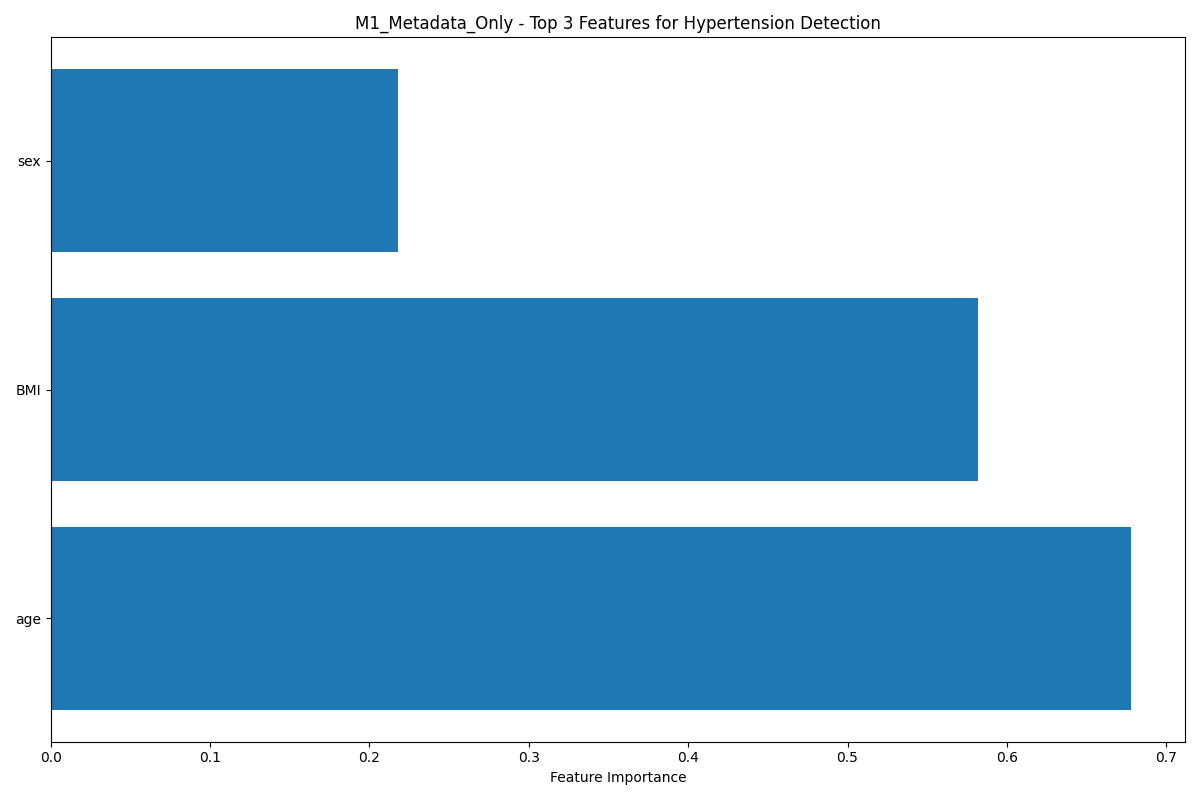 M1_Metadata_Only - Top 3 Features for Hypertension Detection
sex
BMI
age
0.0 0.1 0.2 0.3 0.4 0.5 0.6 0.7
Feature Importance